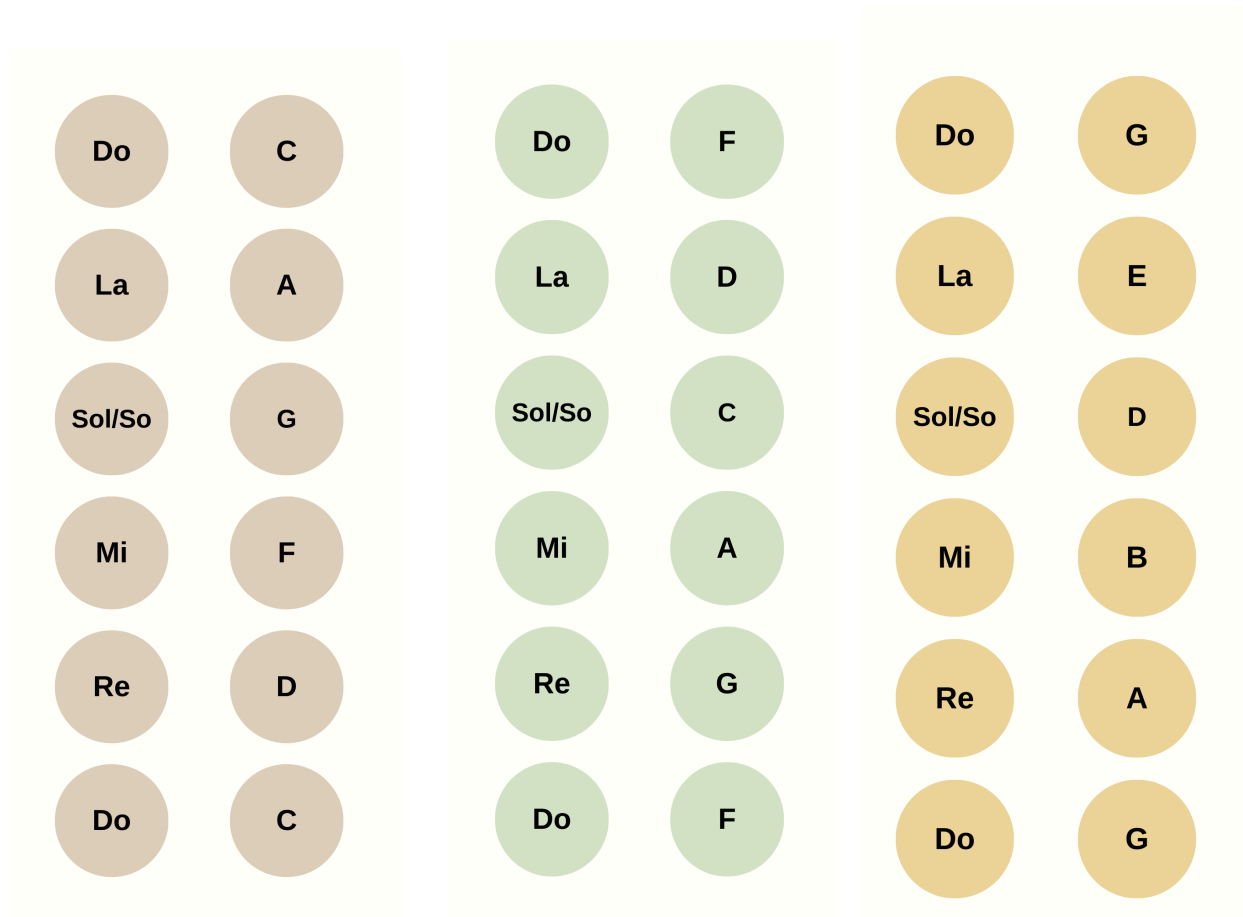 Do C
La A
Sol/So G
Mi F
Re D
Do C
Do F
La D
Sol/So C
Mi A
Re G
Do F
Do G
La E
Sol/So D
Mi B
Re A
Do G